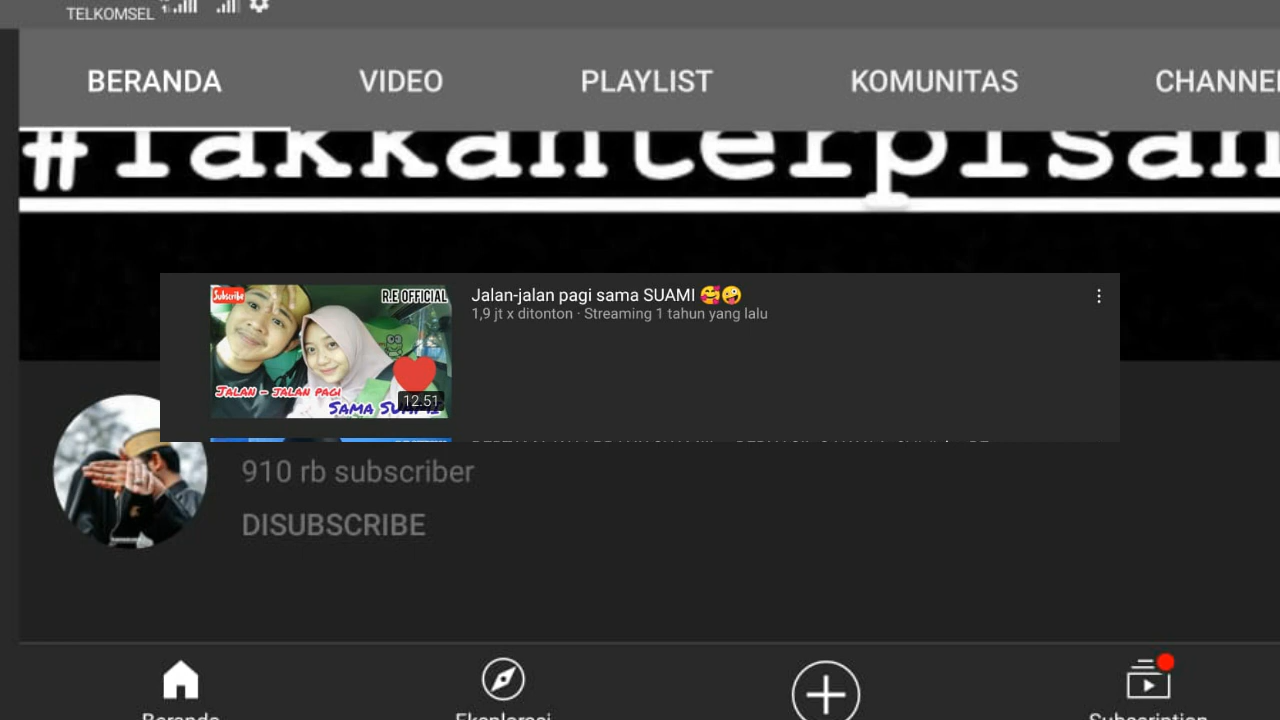 TELKOMSEL
BERANDA VIDEO PLAYLIST KOMUNITAS CHANNEL
#Takkanterpisah
Subscribe
R.E OFFICIAL
Jalan-jalan pagi sama SUAMI 🥰🤪
1,9 jt x ditonton · Streaming 1 tahun yang lalu
JALAN - JALAN PAGI
SAMA SUAMI
12.51
910 rb subscriber
DISUBSCRIBE
Beranda Eksplorasi Subscription